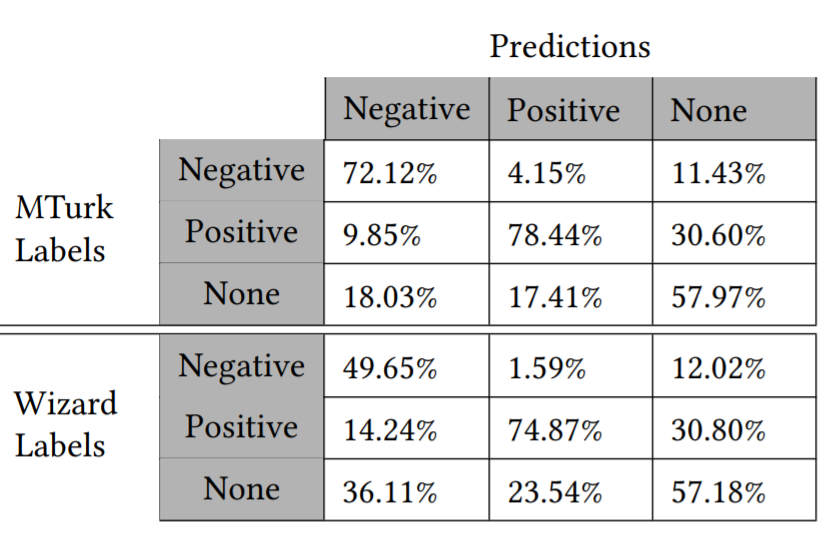 Predictions
Negative Positive None
MTurk Labels
Negative 72.12% 4.15% 11.43%
Positive 9.85% 78.44% 30.60%
None 18.03% 17.41% 57.97%
Wizard Labels
Negative 49.65% 1.59% 12.02%
Positive 14.24% 74.87% 30.80%
None 36.11% 23.54% 57.18%